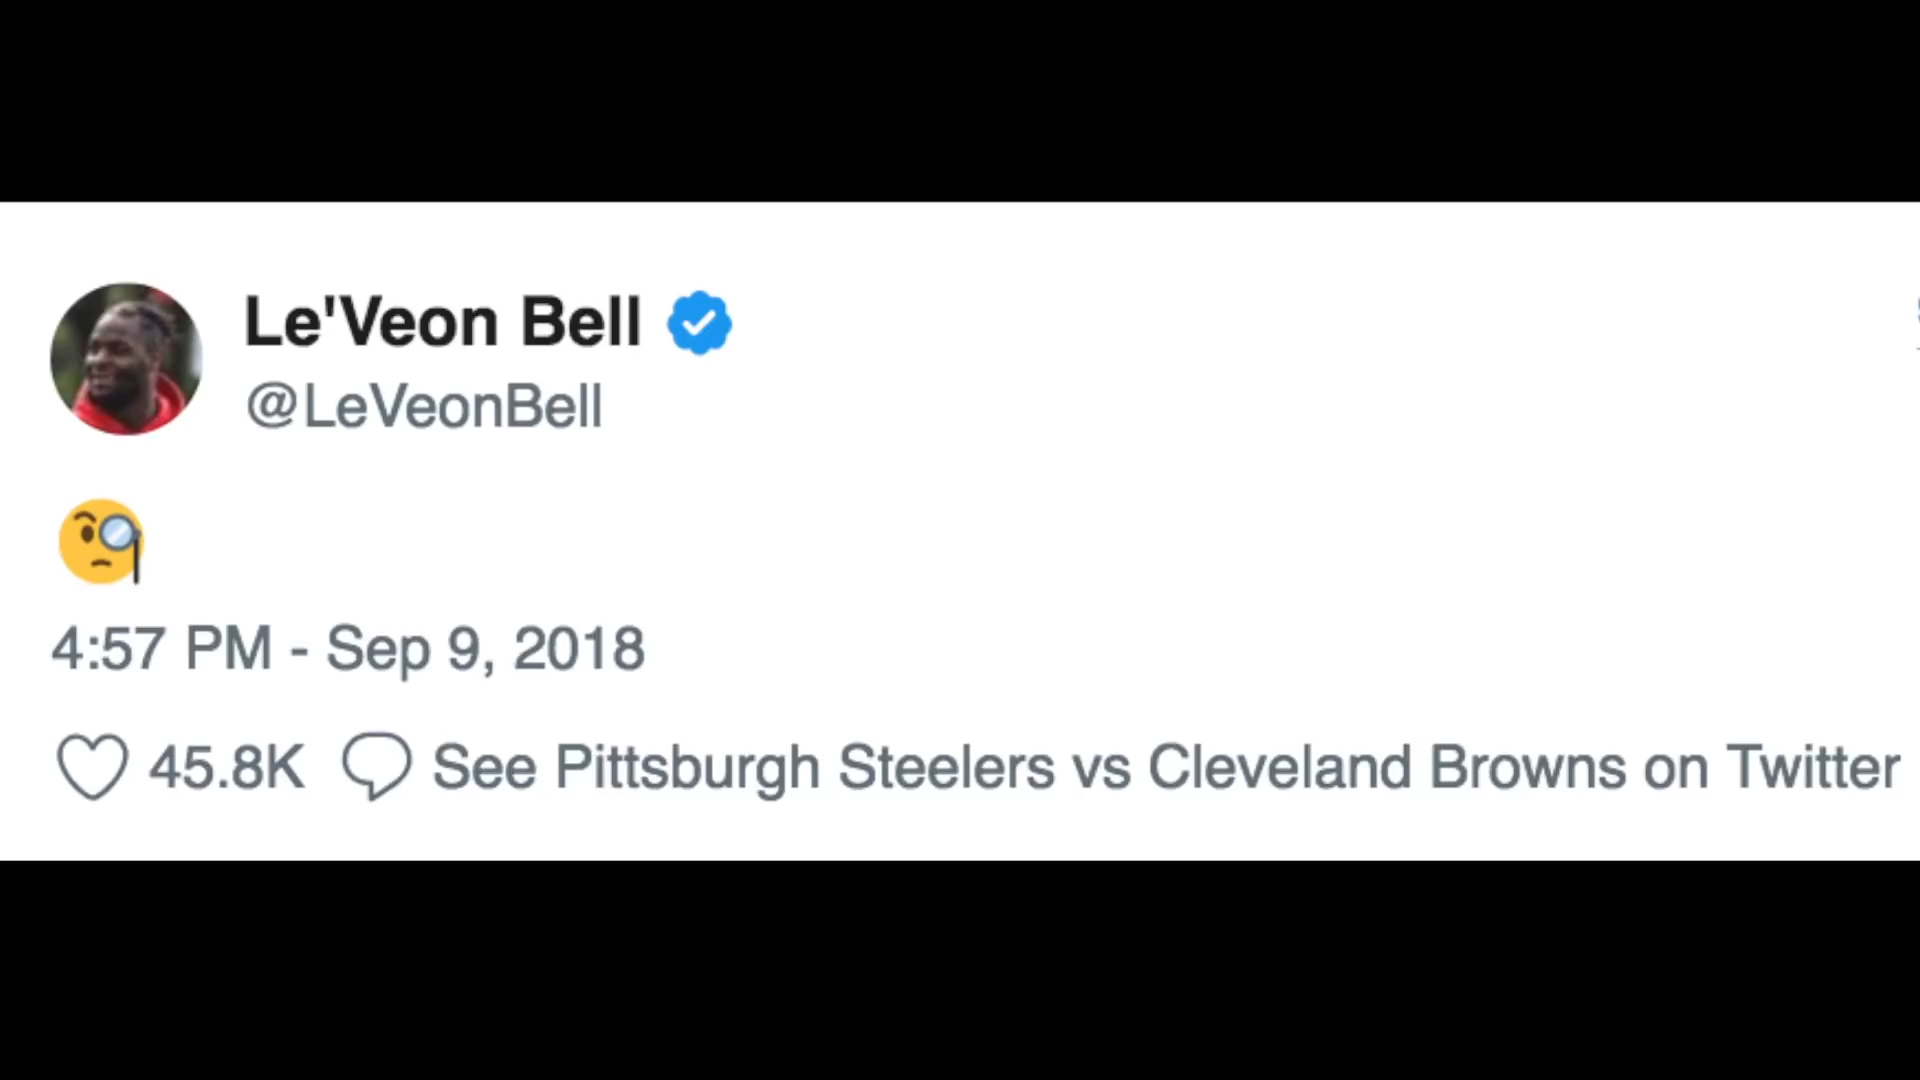 Le'Veon Bell
@LeVeonBell
🧐
4:57 PM - Sep 9, 2018
45.8K See Pittsburgh Steelers vs Cleveland Browns on Twitter